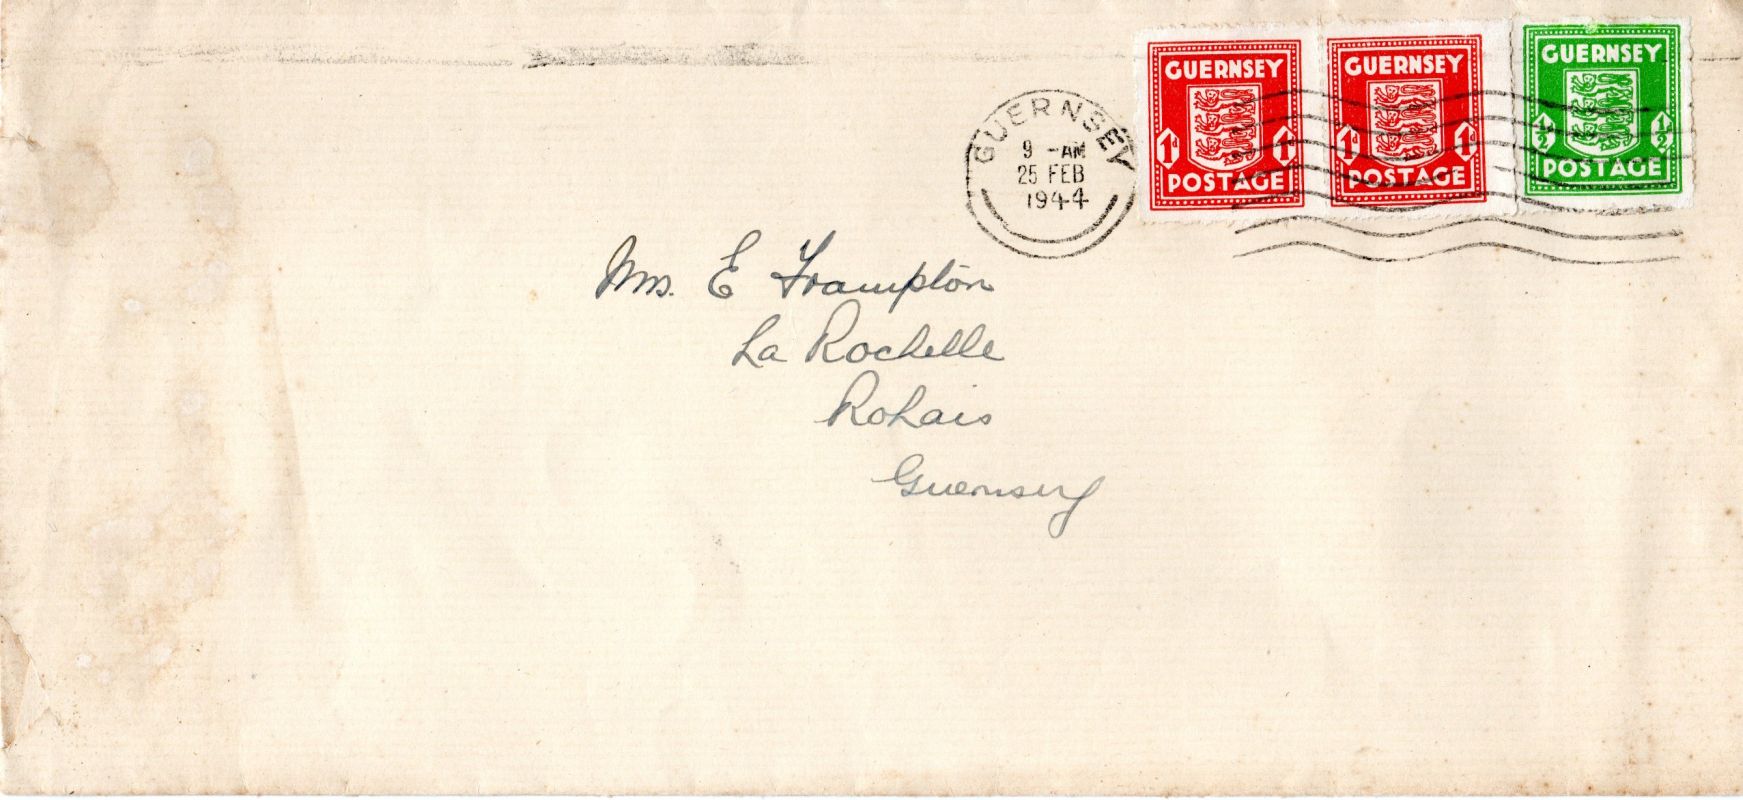 GUERNSEY
1d 1d
POSTAGE
GUERNSEY
1d 1d
POSTAGE
GUERNSEY
½ ½
POSTAGE
GUERNSEY
9 -AM
25 FEB
1944
Mrs. E Frampton
La Rochelle
Rohais
Guernsey